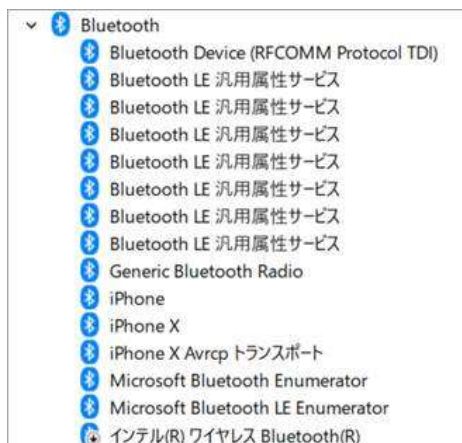 Bluetooth
Bluetooth Device (RFCOMM Protocol TDI)
Bluetooth LE 汎用属性サービス
Bluetooth LE 汎用属性サービス
Bluetooth LE 汎用属性サービス
Bluetooth LE 汎用属性サービス
Bluetooth LE 汎用属性サービス
Bluetooth LE 汎用属性サービス
Bluetooth LE 汎用属性サービス
Generic Bluetooth Radio
iPhone
iPhone X
iPhone X Avrcp トランスポート
Microsoft Bluetooth Enumerator
Microsoft Bluetooth LE Enumerator
インテル(R) ワイヤレス Bluetooth(R)